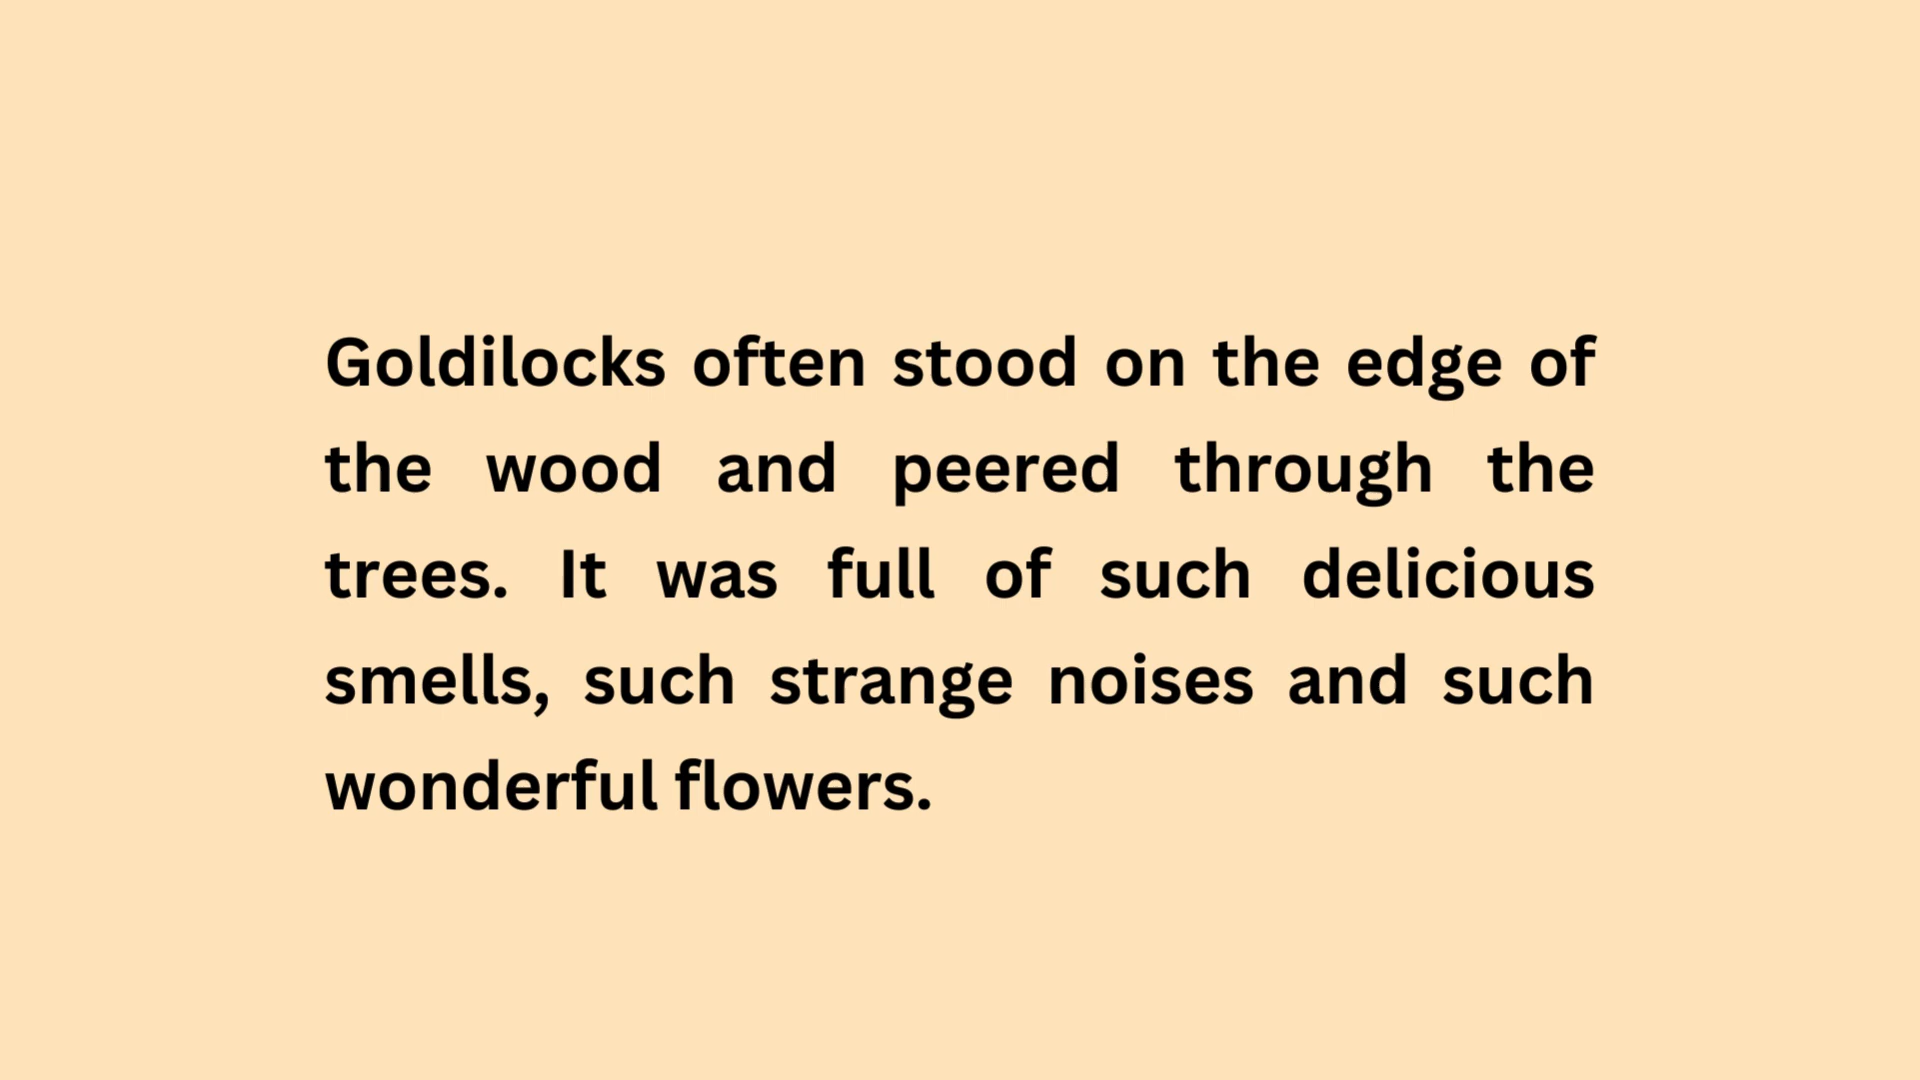 Goldilocks often stood on the edge of
the wood and peered through the
trees. It was full of such delicious
smells, such strange noises and such
wonderful flowers.